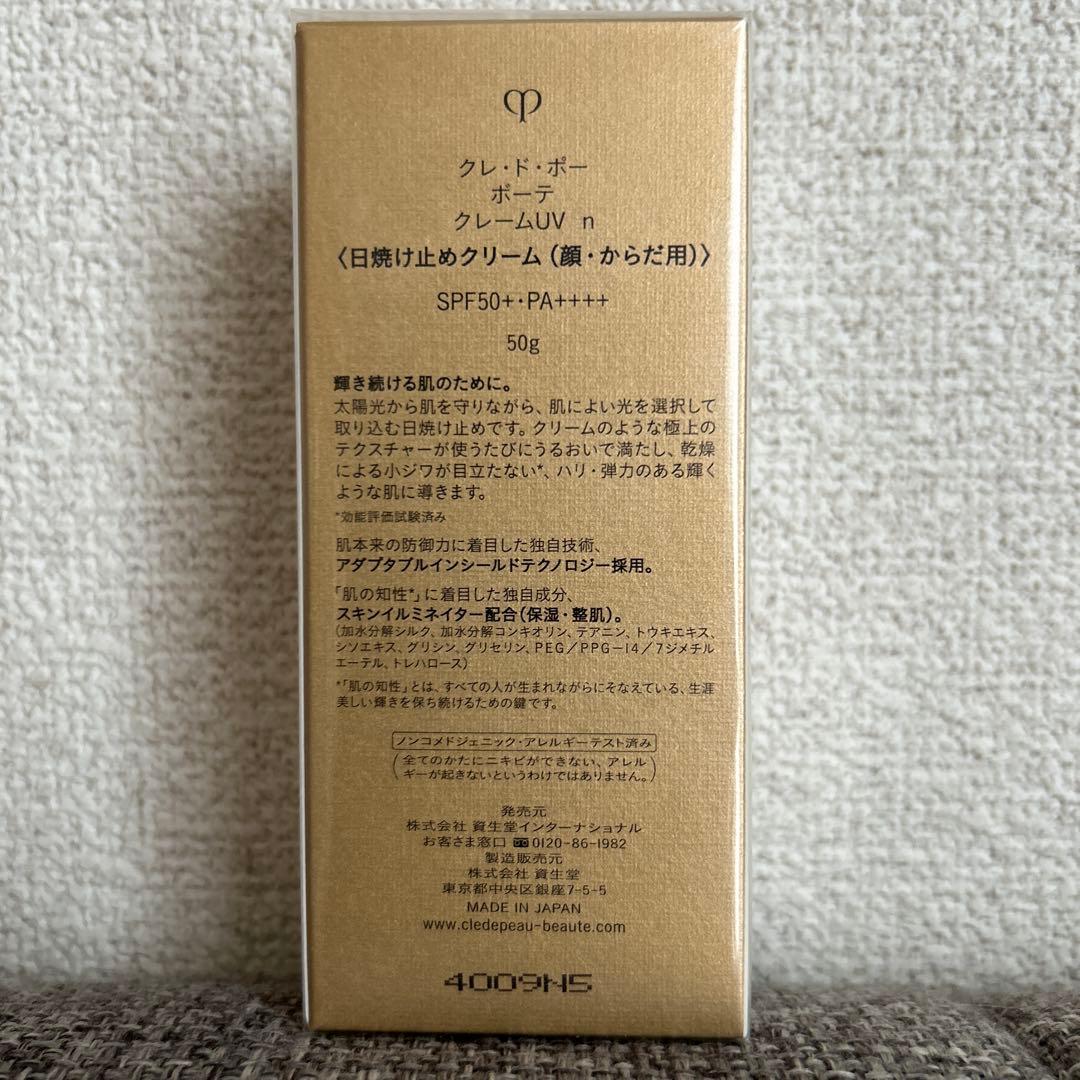 クレ・ド・ポー
ボーテ
クレームUV n
〈日焼け止めクリーム（顔・からだ用）〉
SPF50+・PA++++
50g
輝き続ける肌のために。
太陽光から肌を守りながら、肌によい光を選択して
取り込む日焼け止めです。クリームのような極上の
テクスチャーが使うたびにうるおいで満たし、乾燥
による小ジワが目立たない*、ハリ・弾力のある輝く
ような肌に導きます。
*効能評価試験済み
肌本来の防御力に着目した独自技術、
アダプタブルインシールドテクノロジー採用。
「肌の知性*」に着目した独自成分、
スキンイルミネイター配合（保湿・整肌）。
（加水分解シルク、加水分解コンキオリン、テアニン、トウキエキス、
シソエキス、グリシン、グリセリン、PEG／PPG−14／7ジメチル
エーテル、トレハロース）
*「肌の知性」とは、すべての人が生まれながらにそなえている、生涯
美しい輝きを保ち続けるための鍵です。
ノンコメドジェニック・アレルギーテスト済み
（全てのかたにニキビができない、アレル
ギーが起きないというわけではありません。）
発売元
株式会社 資生堂インターナショナル
お客さま窓口 0120-86-1982
製造販売元
株式会社 資生堂
東京都中央区銀座7-5-5
MADE IN JAPAN
www.cledepeau-beaute.com
4009NS